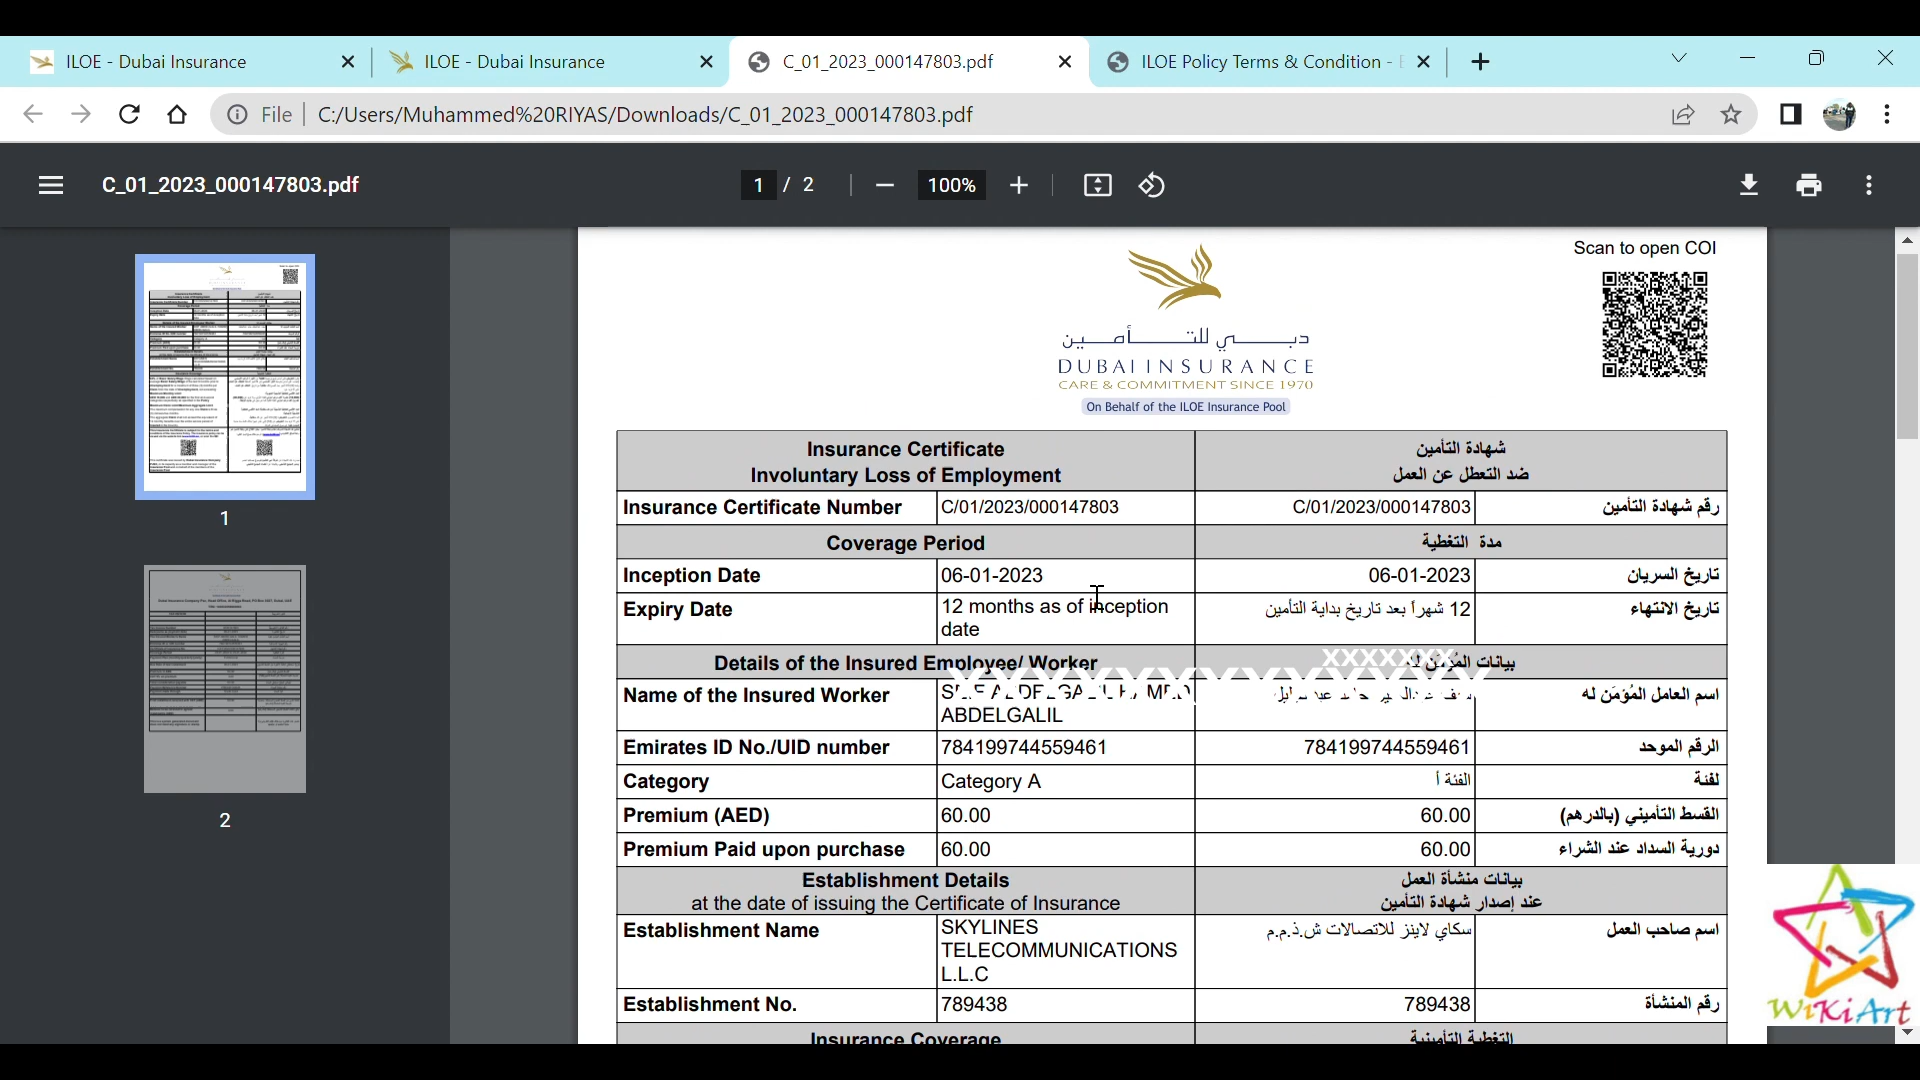 ILOE - Dubai Insurance
ILOE - Dubai Insurance
C_01_2023_000147803.pdf
ILOE Policy Terms & Condition -
File
C:/Users/Muhammed%20RIYAS/Downloads/C_01_2023_000147803.pdf
C_01_2023_000147803.pdf
1 / 2
100%
Scan to open COI
دبـي للتـأمـين
DUBAI INSURANCE
CARE & COMMITMENT SINCE 1970
On Behalf of the ILOE Insurance Pool
Insurance Certificate شهادة التأمين
Involuntary Loss of Employment ضد التعطل عن العمل
Insurance Certificate Number C/01/2023/000147803 C/01/2023/000147803 رقم شهادة التأمين
Coverage Period مدة التغطية
Inception Date 06-01-2023 06-01-2023 تاريخ السريان
Expiry Date 12 months as of inception 12 شهراً بعد تاريخ بداية التأمين تاريخ الانتهاء
date
Details of the Insured Employee/ Worker بيانات المُؤمّن له
XXXXXXX
Name of the Insured Worker اسم العامل المُؤمّن له
ABDELGALIL
Emirates ID No./UID number 784199744559461 784199744559461 الرقم الموحد
Category Category A الفئة أ لفئة
Premium (AED) 60.00 60.00 القسط التأميني (بالدرهم)
Premium Paid upon purchase 60.00 60.00 دورية السداد عند الشراء
Establishment Details بيانات منشأة العمل
at the date of issuing the Certificate of Insurance عند إصدار شهادة التأمين
Establishment Name SKYLINES سكاي لاينز للاتصالات ش.ذ.م.م اسم صاحب العمل
TELECOMMUNICATIONS
L.L.C
Establishment No. 789438 789438 رقم المنشأة
Insurance Coverage التغطية التأمينية
1
2
WiKiArt